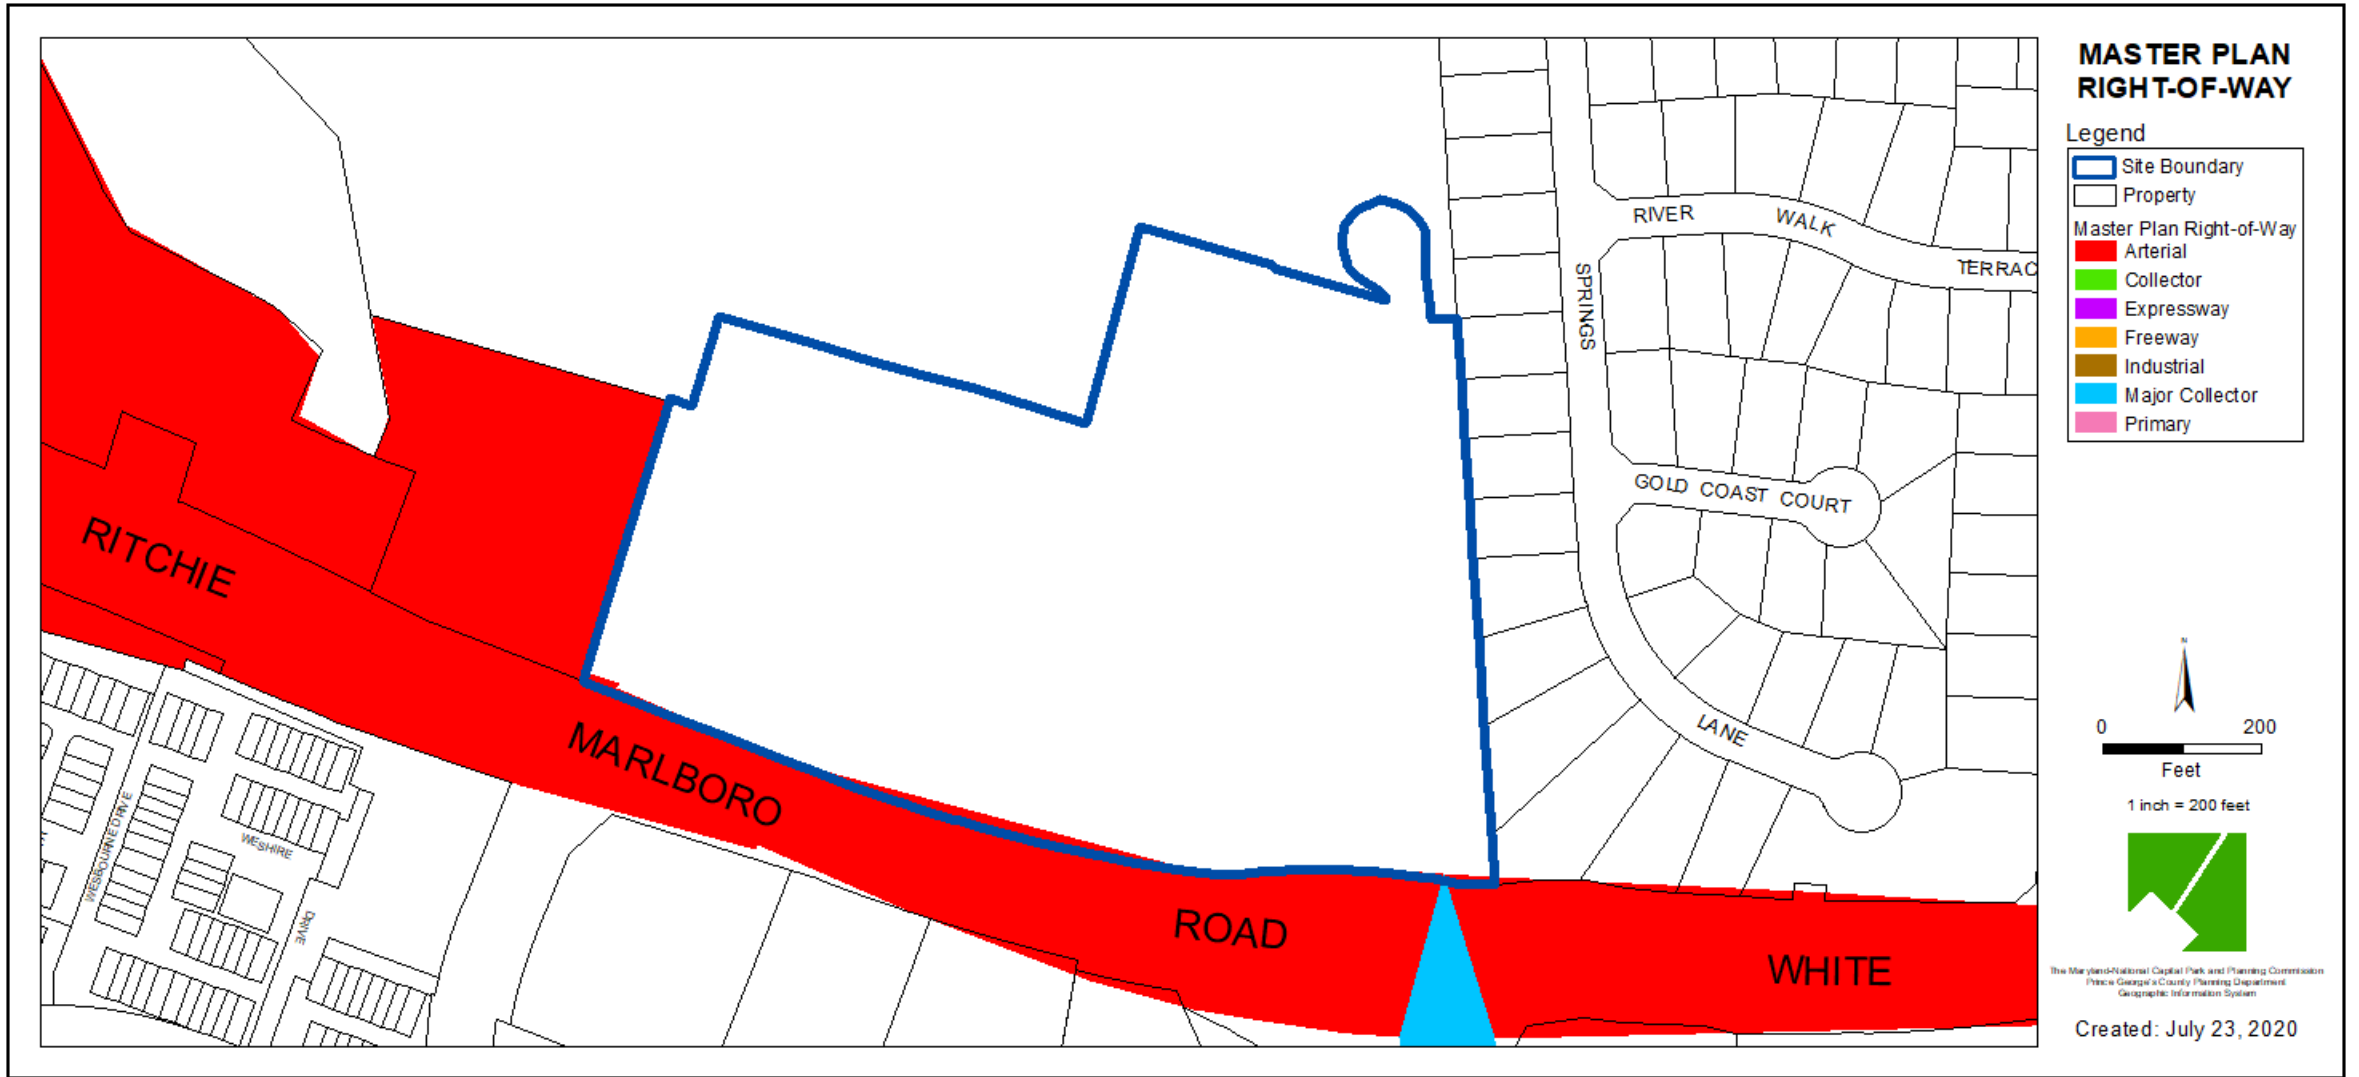 MASTER PLAN
RIGHT-OF-WAY
Legend
Site Boundary
Property
Master Plan Right-of-Way
Arterial
Collector
Expressway
Freeway
Industrial
Major Collector
Primary
RIVER WALK TERRAC
SPRINGS
GOLD COAST COURT
LANE
RITCHIE
MARLBORO
ROAD
WHITE
WESBOURNE DRIVE
WESHIRE
DRIVE
N
0 200
Feet
1 inch = 200 feet
The Maryland-National Capital Park and Planning Commission
Prince George's County Planning Department
Geographic Information System
Created: July 23, 2020